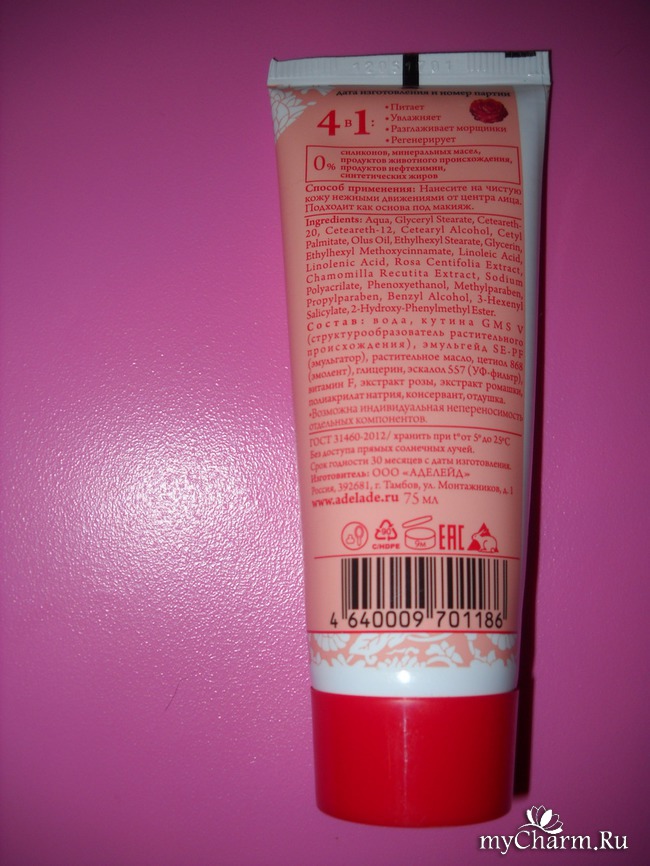 дата изготовления и номер партии
4 в 1:
• Питает
• Увлажняет
• Разглаживает морщинки
• Регенерирует
0%
силиконов, минеральных масел,
продуктов животного происхождения,
продуктов нефтехимии,
синтетических жиров
Способ применения: Нанесите на чистую
кожу нежными движениями от центра лица.
Подходит как основа под макияж.
Ingredients: Aqua, Glyceryl Stearate, Ceteareth-
20, Ceteareth-12, Cetearyl Alcohol, Cetyl
Palmitate, Olus Oil, Ethylhexyl Stearate, Glycerin,
Ethylhexyl Methoxycinnamate, Linoleic Acid,
Linolenic Acid, Rosa Centifolia Extract,
Chamomilla Recutita Extract, Sodium
Polyacrilate, Phenoxyethanol, Methylparaben,
Propylparaben, Benzyl Alcohol, 3-Hexenyl
Salicylate, 2-Hydroxy-Phenylmethyl Ester.
Состав: вода, кутина GMS V
(структурообразователь растительного
происхождения), эмульгейд SE-PF
(эмульгатор), растительное масло, цетиол 868
(эмолент), глицерин, эскалол 557 (УФ-фильтр),
витамин F, экстракт розы, экстракт ромашки,
полиакрилат натрия, консервант, отдушка.
•Возможна индивидуальная непереносимость
отдельных компонентов.
ГОСТ 31460-2012/ хранить при t° от 5° до 25°C
Без доступа прямых солнечных лучей.
Срок годности 30 месяцев с даты изготовления.
Изготовитель: ООО «АДЕЛЕЙД»
Россия, 392681, г. Тамбов, ул. Монтажников, д. 1
www.adelade.ru 75 мл
90
C/HDPE
9м
EAC
4 640009 701186
myCharm.Ru